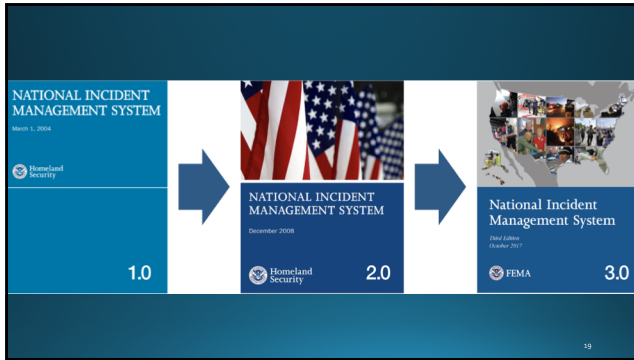 NATIONAL INCIDENT
MANAGEMENT SYSTEM
March 1, 2004
Homeland
Security
1.0
NATIONAL INCIDENT
MANAGEMENT SYSTEM
December 2008
Homeland
Security
2.0
National Incident
Management System
Third Edition
October 2017
FEMA
3.0
19